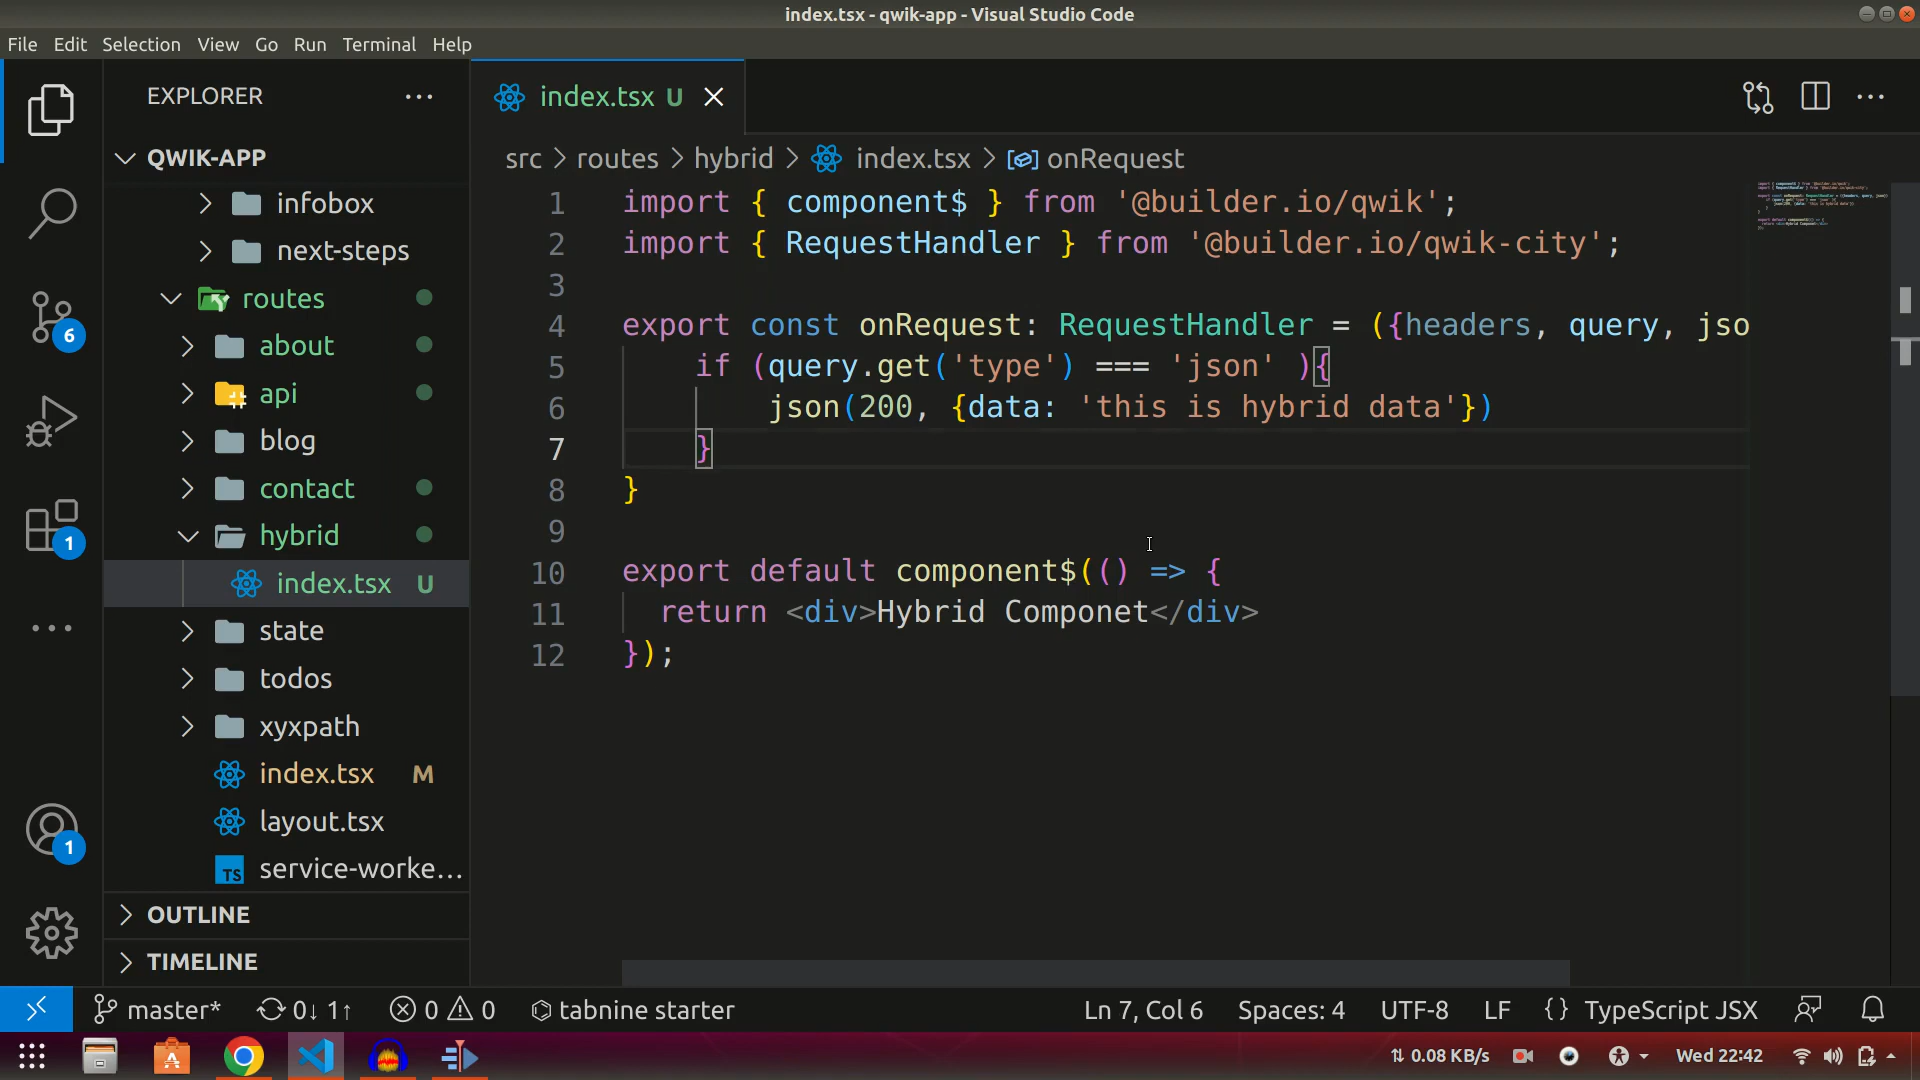 index.tsx - qwik-app - Visual Studio Code
File Edit Selection View Go Run Terminal Help
EXPLORER
index.tsx U
QWIK-APP
src > routes > hybrid > index.tsx > onRequest
infobox
next-steps
routes
about
api
blog
contact
hybrid
index.tsx U
state
todos
xyxpath
index.tsx M
layout.tsx
service-worke...
OUTLINE
TIMELINE
6
1
1
1 import { component$ } from '@builder.io/qwik';
2 import { RequestHandler } from '@builder.io/qwik-city';
3
4 export const onRequest: RequestHandler = ({headers, query, jso
5 if (query.get('type') === 'json' ){
6 json(200, {data: 'this is hybrid data'})
7 }
8 }
9
10 export default component$(() => {
11 return <div>Hybrid Componet</div>
12 });
master* 0↓ 1↑ 0 0 tabnine starter Ln 7, Col 6 Spaces: 4 UTF-8 LF {} TypeScript JSX
0.08 KB/s Wed 22:42